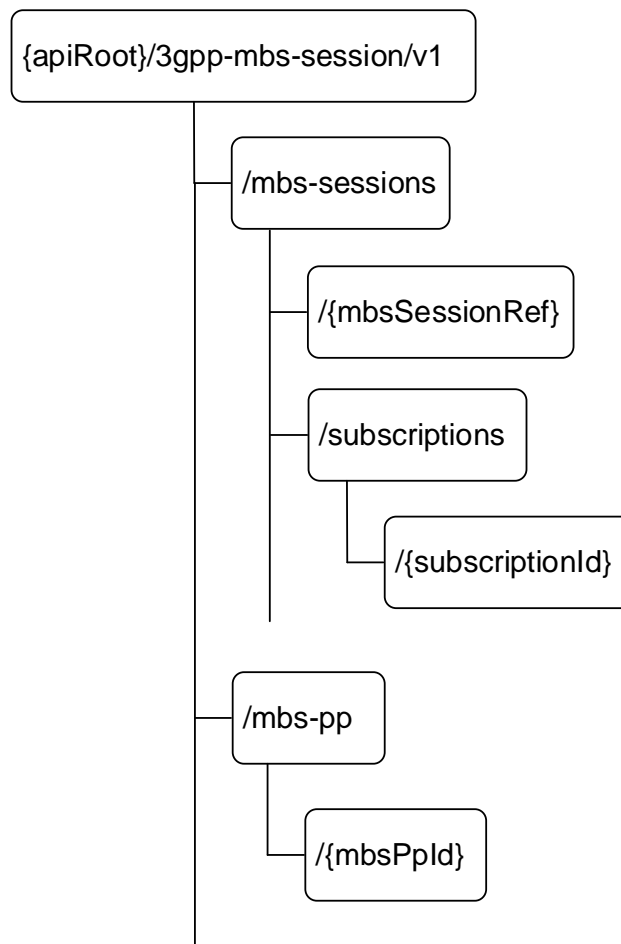 {apiRoot}/3gpp-mbs-session/v1
/mbs-sessions
/{mbsSessionRef}
/subscriptions
/{subscriptionId}
/mbs-pp
/{mbsPpId}